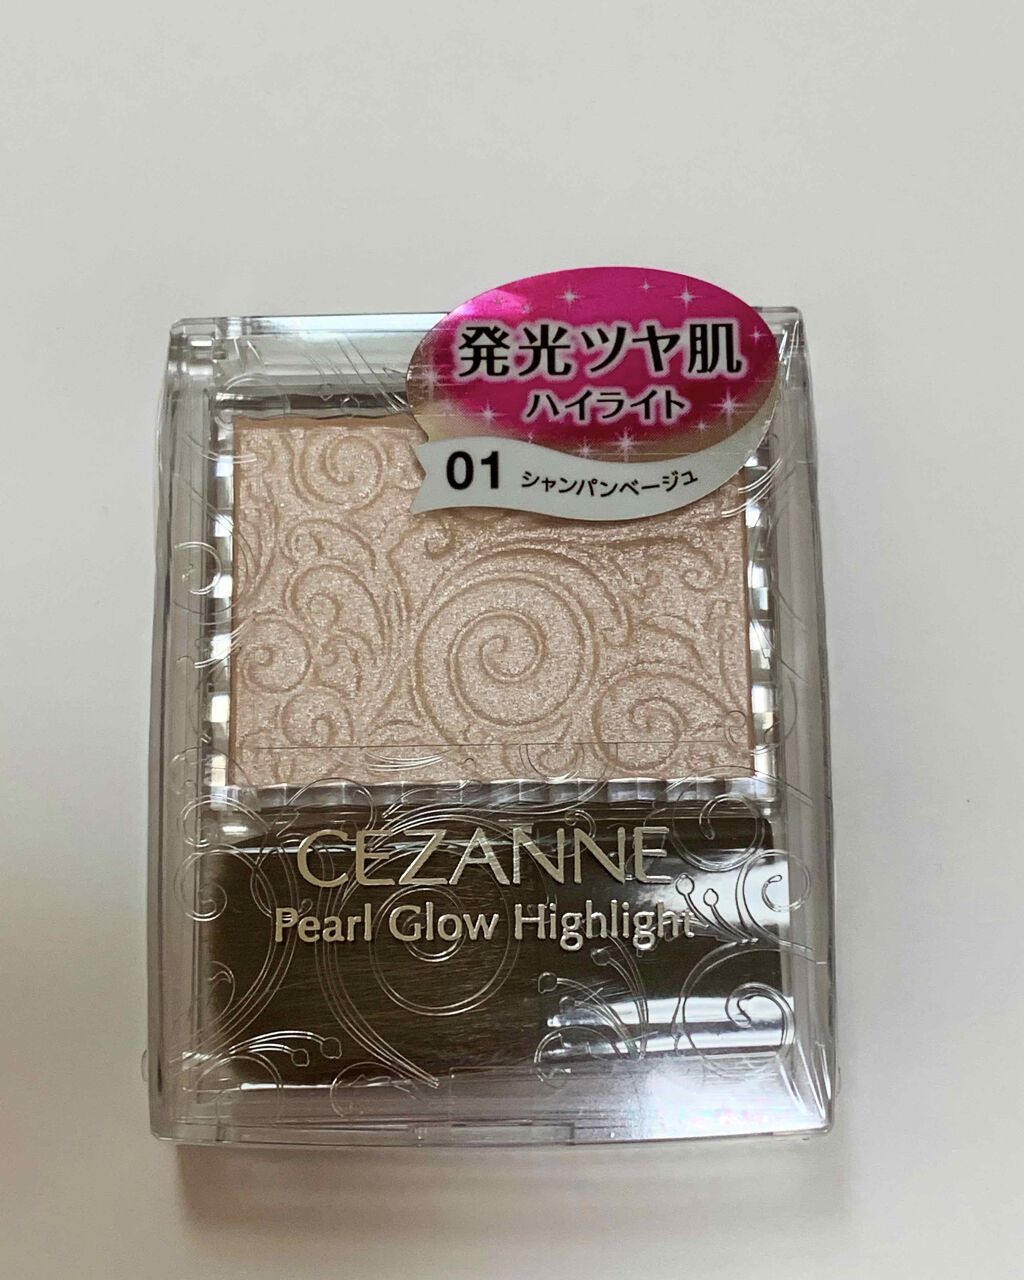 発光ツヤ肌
ハイライト
01 シャンパンベージュ
CEZANNE
Pearl Glow Highlight